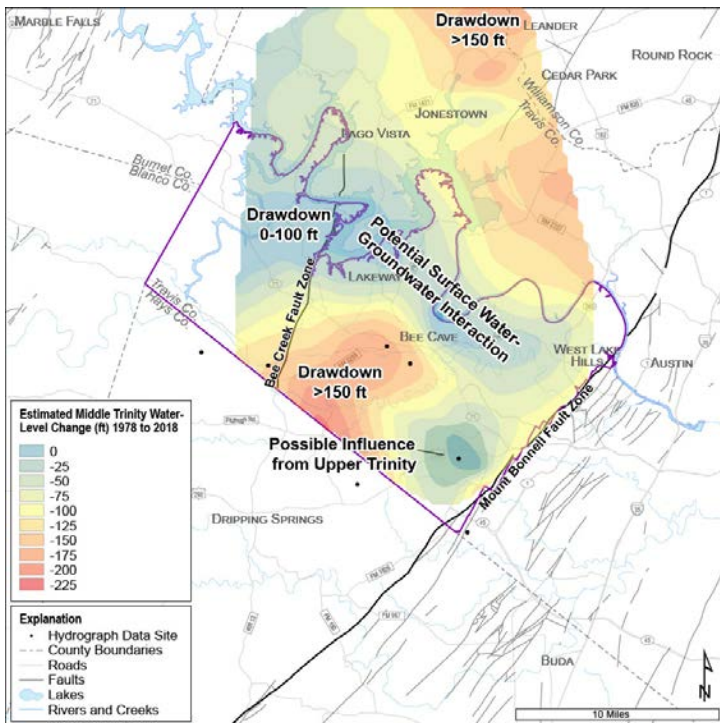 MARBLE FALLS
Drawdown
>150 ft
LEANDER
ROUND ROCK
CEDAR PARK
Williamson Co.
Travis Co.
JONESTOWN
LAGO VISTA
Burnet Co.
Blanco Co.
Drawdown
0-100 ft
Potential Surface Water-
Groundwater Interaction
LAKEWAY
Bee Creek Fault Zone
Travis Co.
Hays Co.
BEE CAVE
WEST LAKE
HILLS
AUSTIN
Drawdown
>150 ft
Possible Influence
from Upper Trinity
Mount Bonnell Fault Zone
DRIPPING SPRINGS
BUDA
Estimated Middle Trinity Water-
Level Change (ft) 1978 to 2018
0
-25
-50
-75
-100
-125
-150
-175
-200
-225
Explanation
Hydrograph Data Site
County Boundaries
Roads
Faults
Lakes
Rivers and Creeks
N
10 Miles